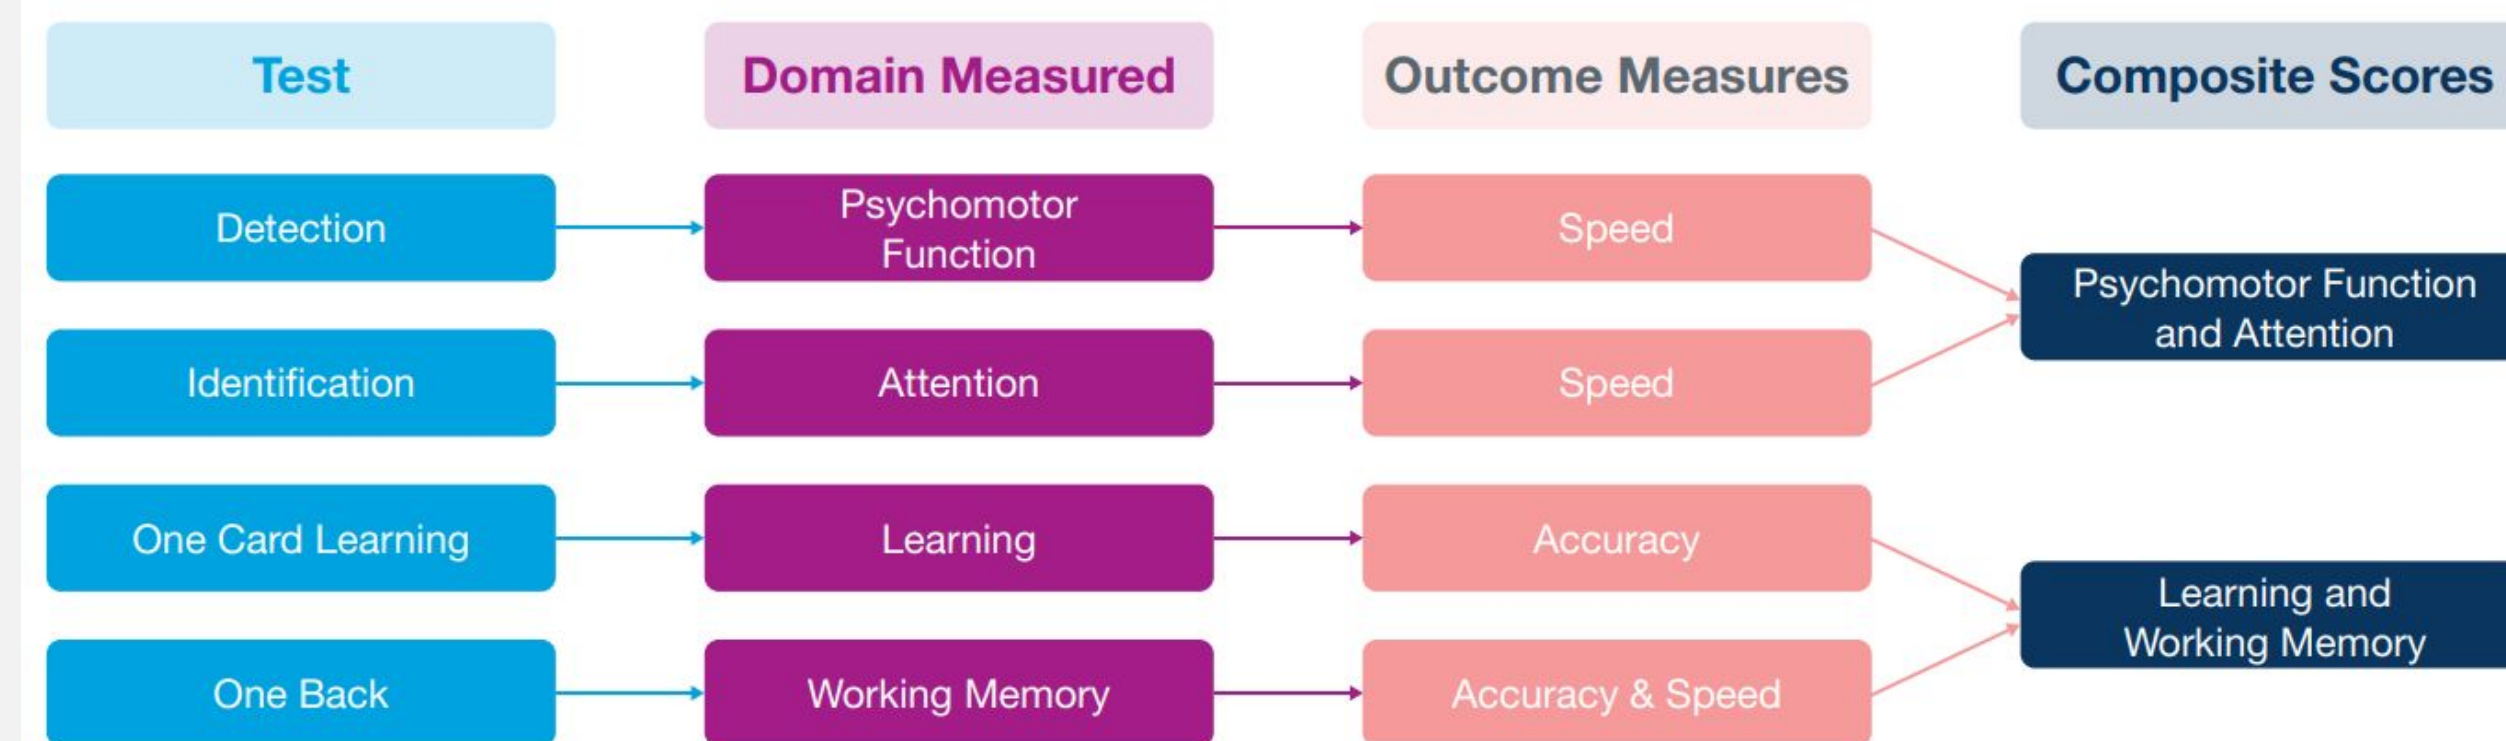 Test
Domain Measured
Outcome Measures
Composite Scores
Detection
Psychomotor
Function
Speed
Psychomotor Function
and Attention
Identification
Attention
Speed
One Card Learning
Learning
Accuracy
Learning and
Working Memory
One Back
Working Memory
Accuracy & Speed